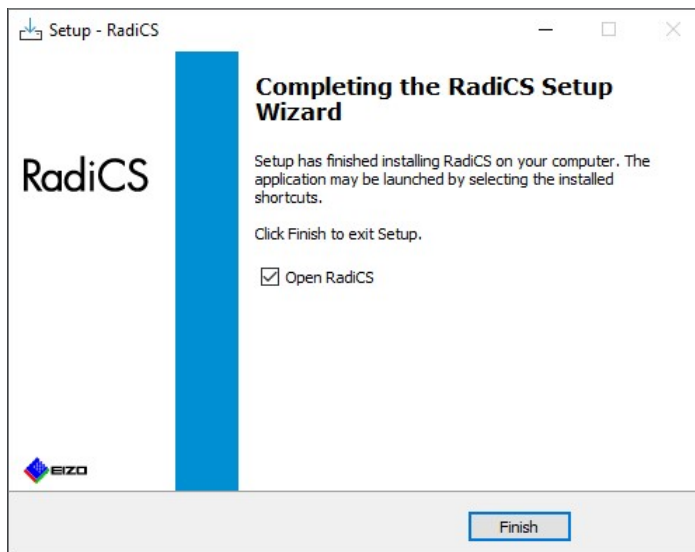 Setup - RadiCS
RadiCS
Completing the RadiCS Setup
Wizard
Setup has finished installing RadiCS on your computer. The
application may be launched by selecting the installed
shortcuts.
Click Finish to exit Setup.
Open RadiCS
EIZO
Finish